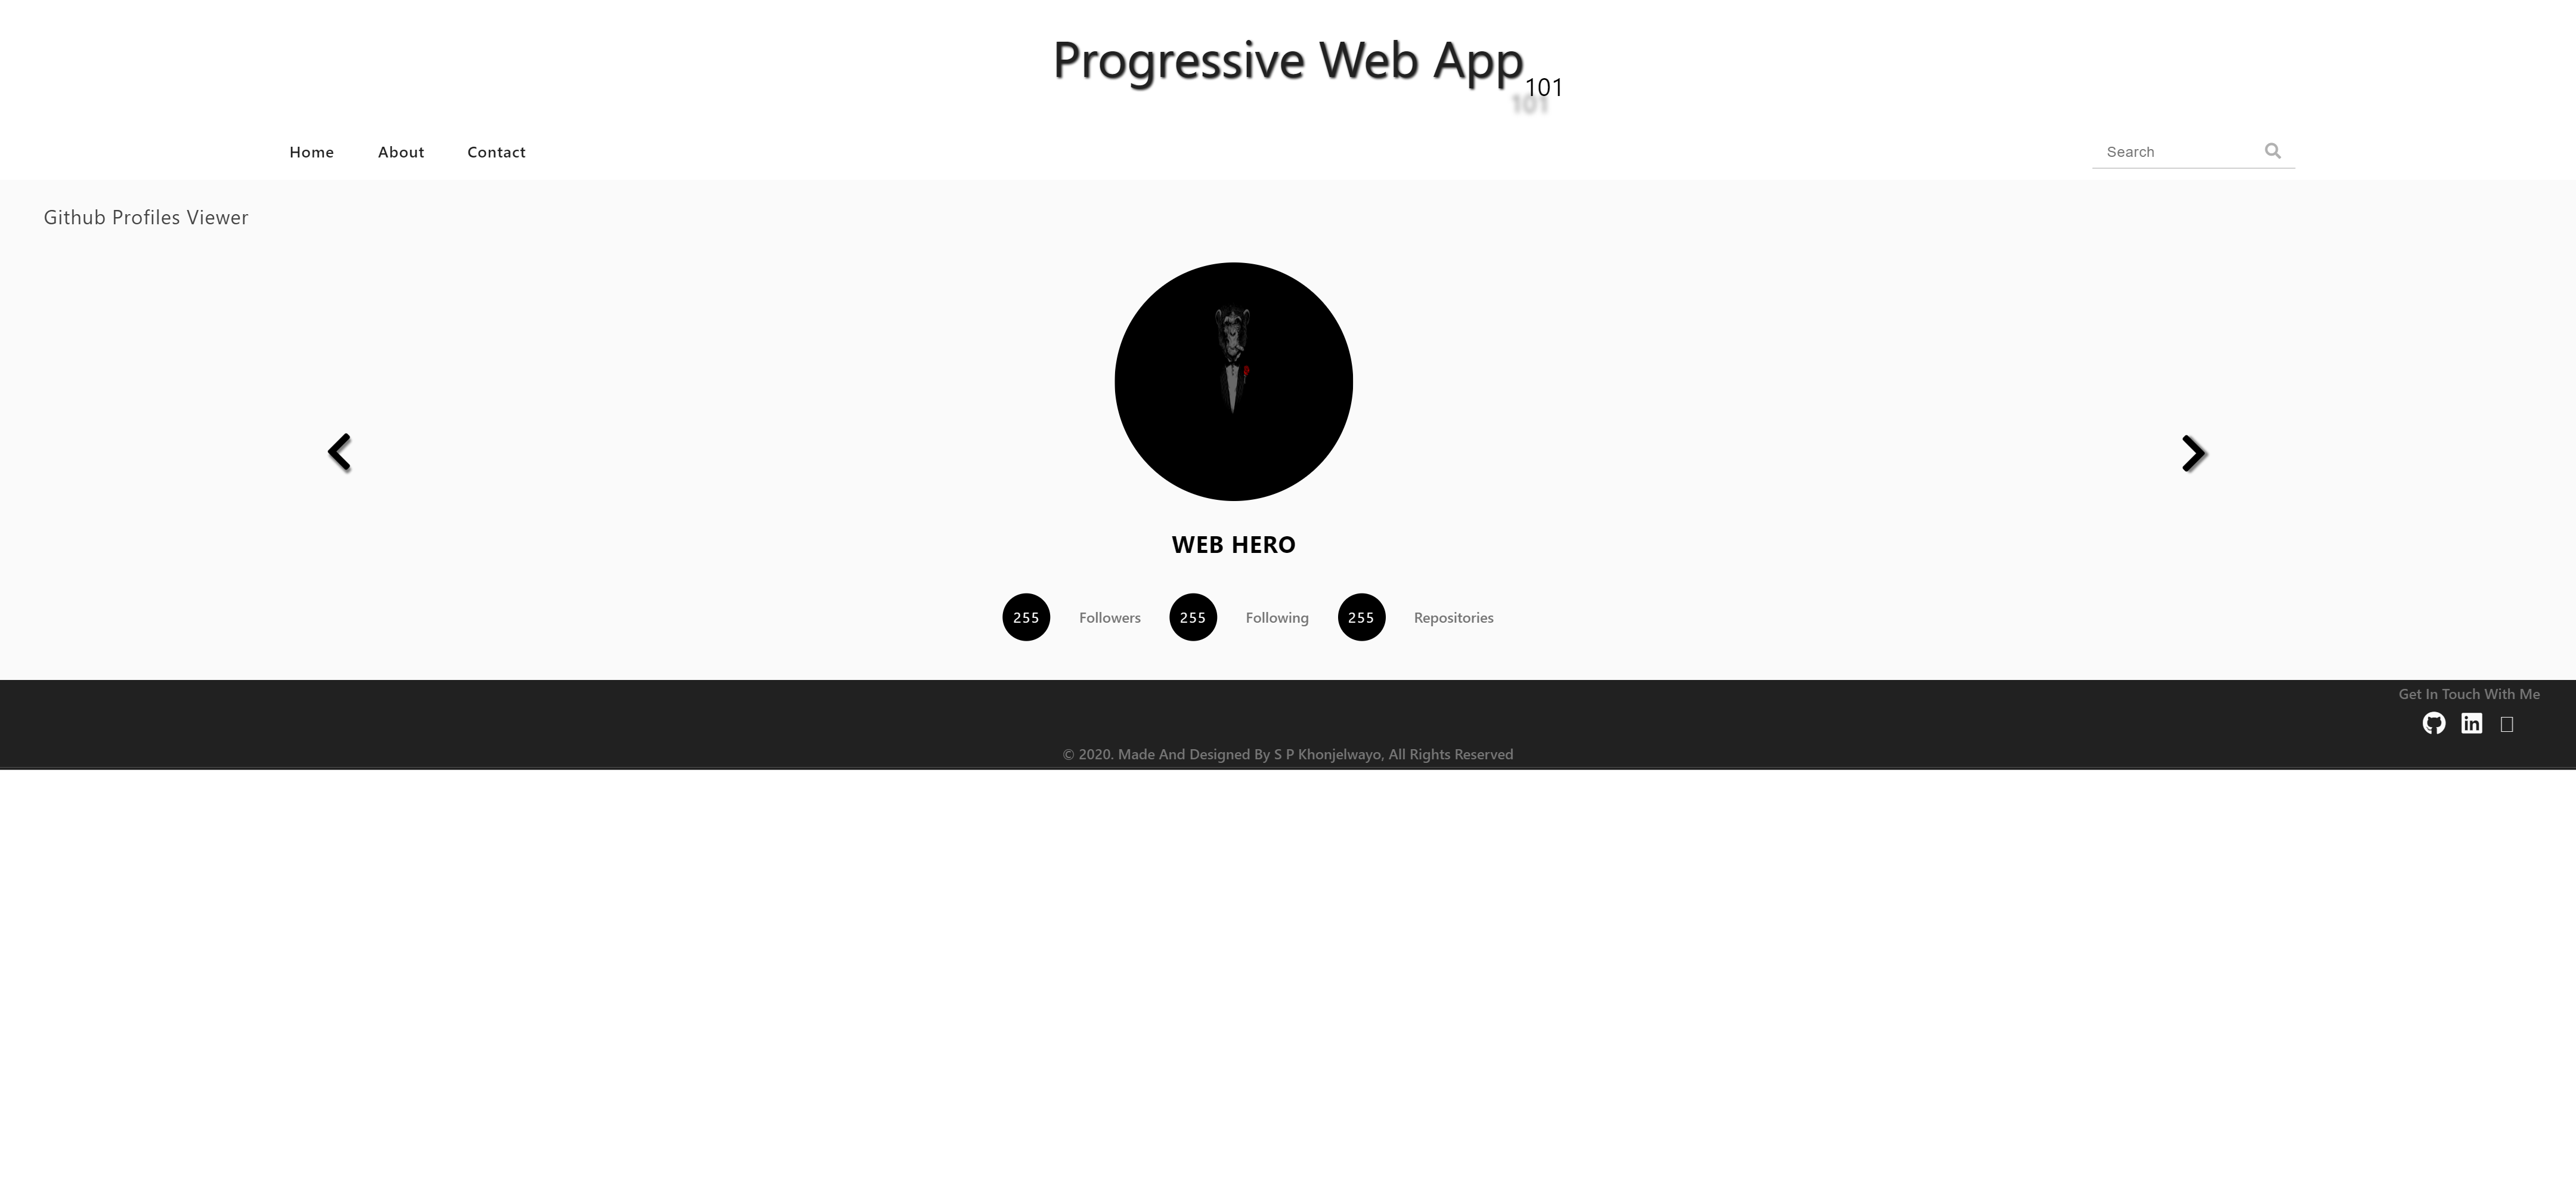 Progressive Web App 101
Home About Contact Search
Github Profiles Viewer
WEB HERO
255 Followers 255 Following 255 Repositories
Get In Touch With Me
© 2020. Made And Designed By S P Khonjelwayo, All Rights Reserved